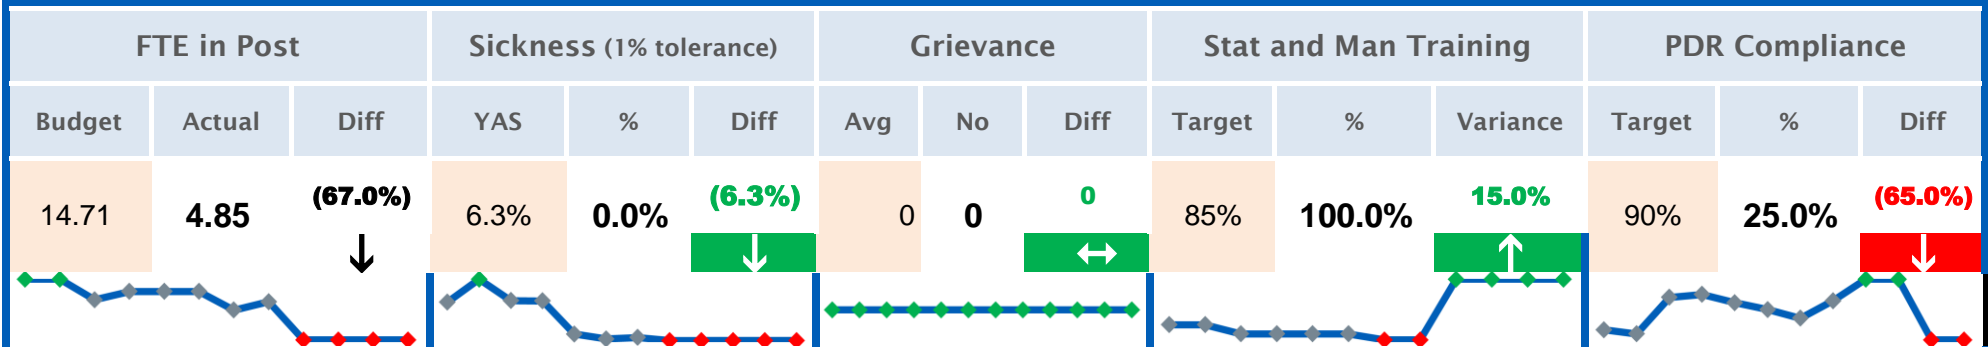 FTE in Post Sickness (1% tolerance) Grievance Stat and Man Training PDR Compliance
Budget Actual Diff YAS % Diff Avg No Diff Target % Variance Target % Diff
14.71 4.85 (67.0%) 6.3% 0.0% (6.3%) 0 0 0 85% 100.0% 15.0% 90% 25.0% (65.0%)